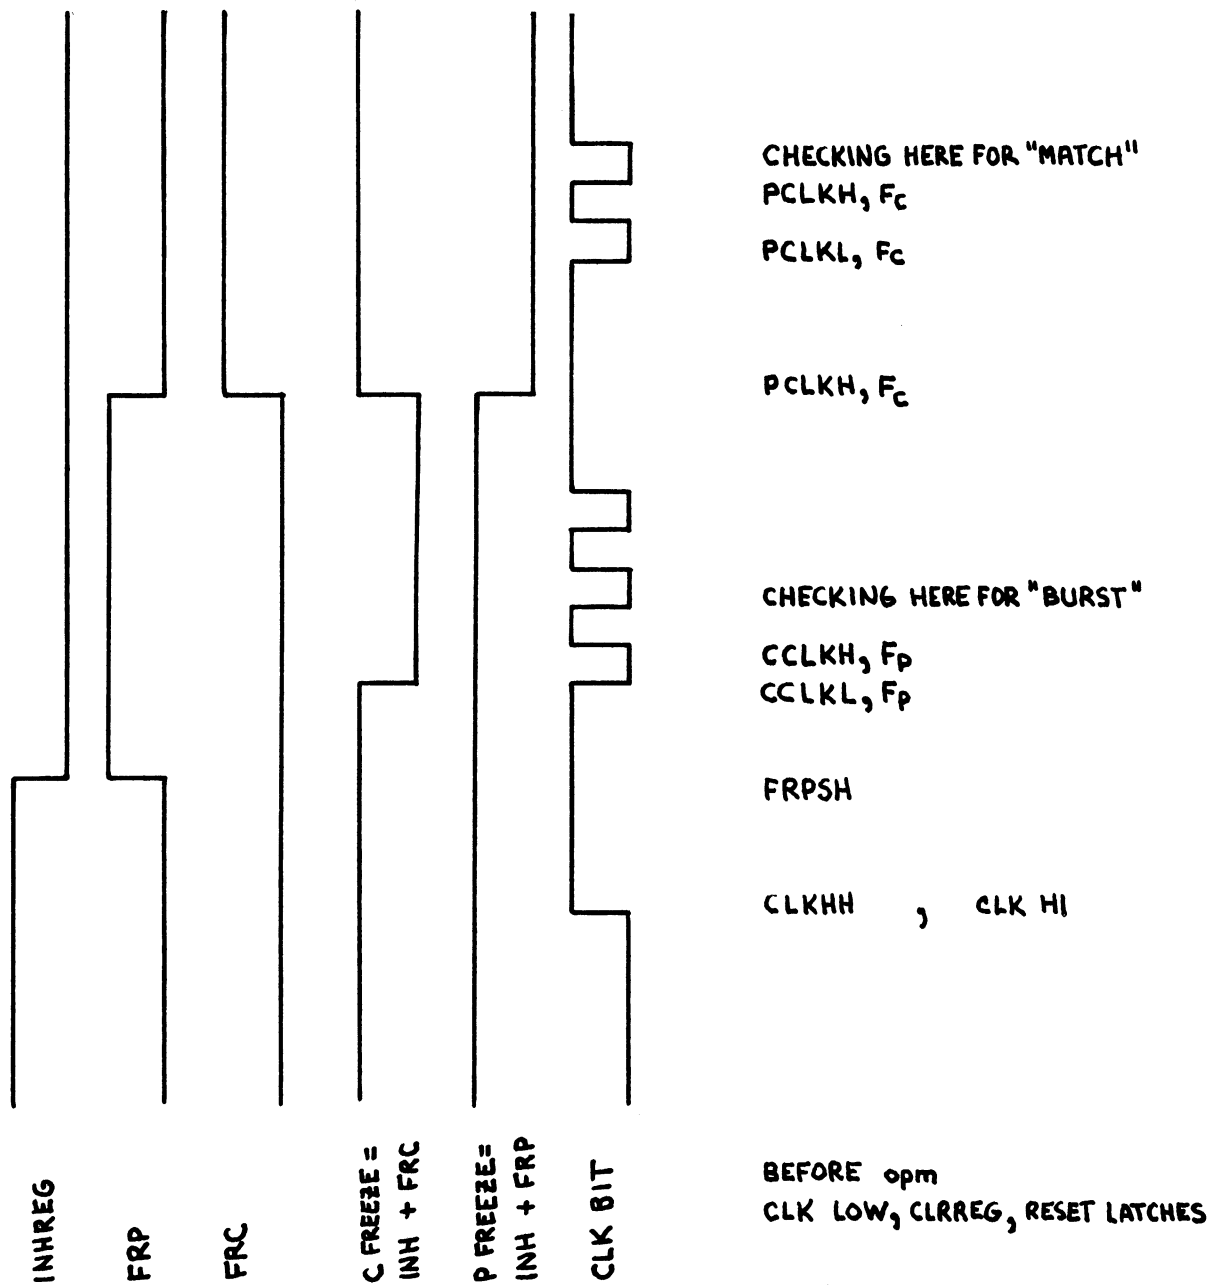 CHECKING HERE FOR "MATCH"
PCLKH, Fc
PCLKL, Fc
PCLKH, Fc
CHECKING HERE FOR "BURST"
CCLKH, Fp
CCLKL, Fp
FRPSH
CLKHH , CLK HI
BEFORE opm
CLK LOW, CLRREG, RESET LATCHES
INHREG
FRP
FRC
C FREEZE =
INH + FRC
P FREEZE=
INH + FRP
CLK BIT